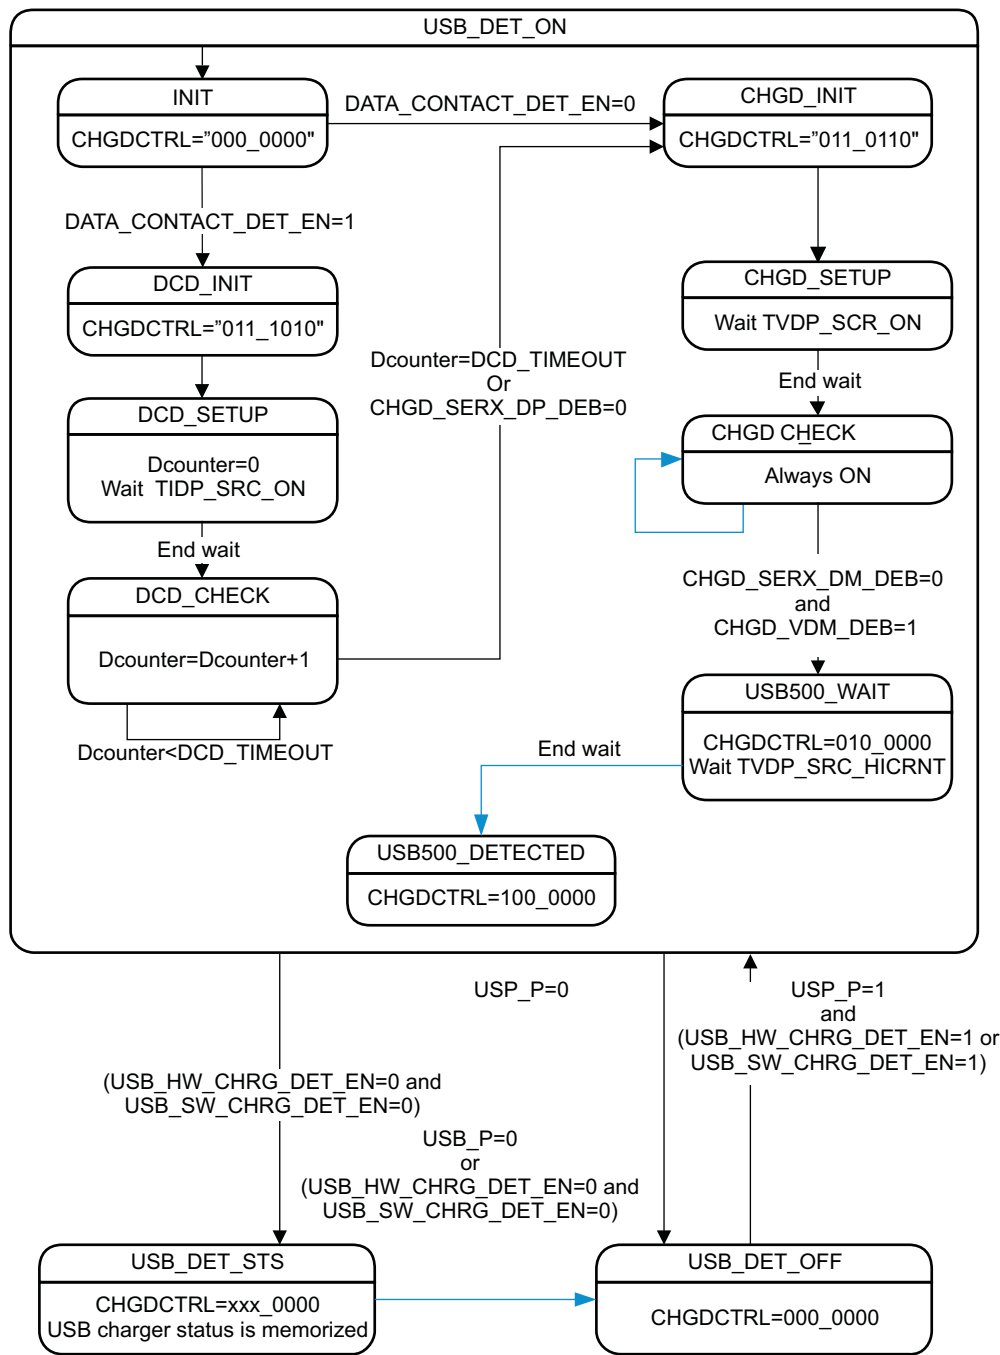 USB_DET_ON
INIT
CHGDCTRL="000_0000"
DATA_CONTACT_DET_EN=0
CHGD_INIT
CHGDCTRL="011_0110"
DATA_CONTACT_DET_EN=1
DCD_INIT
CHGDCTRL="011_1010"
CHGD_SETUP
Wait TVDP_SCR_ON
Dcounter=DCD_TIMEOUT
Or
CHGD_SERX_DP_DEB=0
End wait
DCD_SETUP
Dcounter=0
Wait TIDP_SRC_ON
CHGD CHECK
Always ON
End wait
DCD_CHECK
Dcounter=Dcounter+1
Dcounter<DCD_TIMEOUT
CHGD_SERX_DM_DEB=0
and
CHGD_VDM_DEB=1
USB500_WAIT
CHGDCTRL=010_0000
Wait TVDP_SRC_HICRNT
End wait
USB500_DETECTED
CHGDCTRL=100_0000
USP_P=0
USP_P=1
and
(USB_HW_CHRG_DET_EN=1 or
USB_SW_CHRG_DET_EN=1)
(USB_HW_CHRG_DET_EN=0 and
USB_SW_CHRG_DET_EN=0)
USB_P=0
or
(USB_HW_CHRG_DET_EN=0 and
USB_SW_CHRG_DET_EN=0)
USB_DET_STS
CHGDCTRL=xxx_0000
USB charger status is memorized
USB_DET_OFF
CHGDCTRL=000_0000